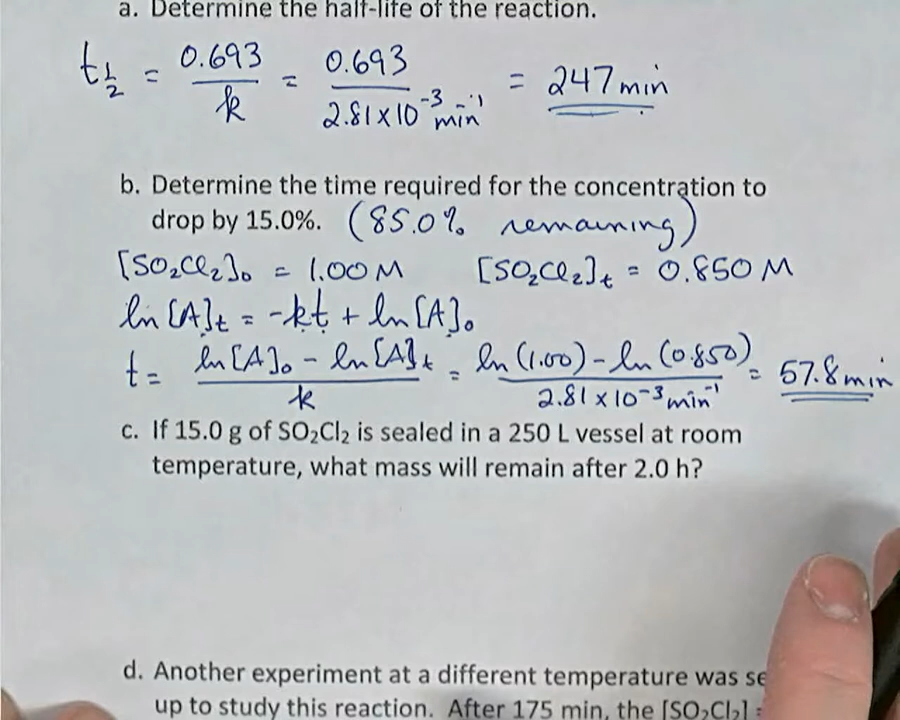 a. Determine the half-life of the reaction.
t½ = 0.693/k = 0.693/2.81×10⁻³ min⁻¹ = 247 min
b. Determine the time required for the concentration to
drop by 15.0%. (85.0% remaining)
[SO₂Cl₂]₀ = 1.00 M [SO₂Cl₂]t = 0.850 M
ln [A]t = -kt + ln [A]₀
t = ln [A]₀ - ln [A]t / k = ln (1.00) - ln (0.850) / 2.81 × 10⁻³ min⁻¹ = 57.8 min
c. If 15.0 g of SO₂Cl₂ is sealed in a 250 L vessel at room
temperature, what mass will remain after 2.0 h?
d. Another experiment at a different temperature was se
up to study this reaction. After 175 min, the [SO₂Cl₂] =